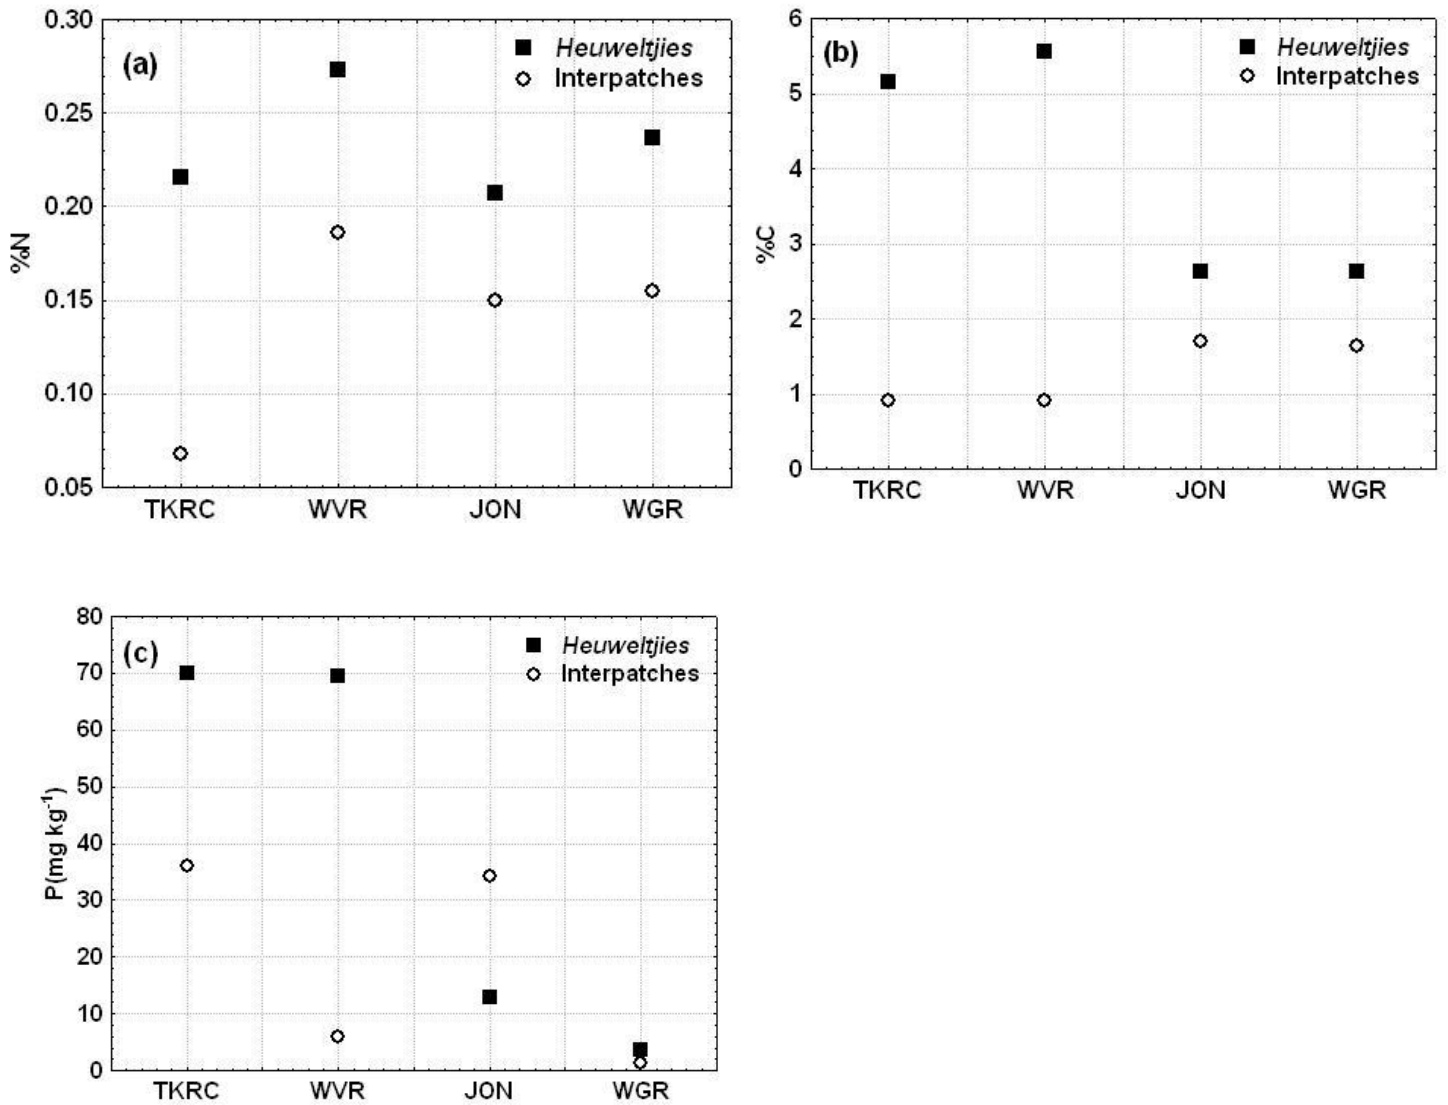 (a)
Heuweltjies
Interpatches
%N
0.30
0.25
0.20
0.15
0.10
0.05
TKRC WVR JON WGR
(b)
Heuweltjies
Interpatches
%C
6
5
4
3
2
1
0
TKRC WVR JON WGR
(c)
Heuweltjies
Interpatches
P(mg kg⁻¹)
80
70
60
50
40
30
20
10
0
TKRC WVR JON WGR